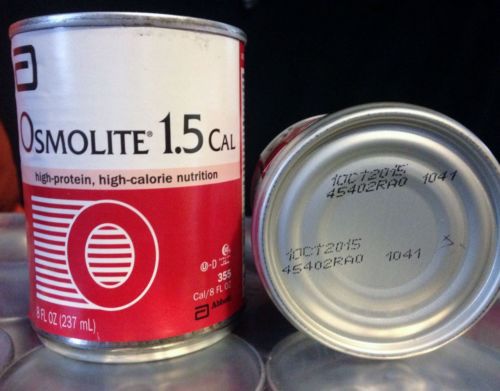 OSMOLITE® 1.5 CAL
high-protein, high-calorie nutrition
U-D
355
Cal/8 FL OZ
Abbott
8 FL OZ (237 mL)
1OCT2015
45402RA0 1041
1OCT2015
45402RA0 1041